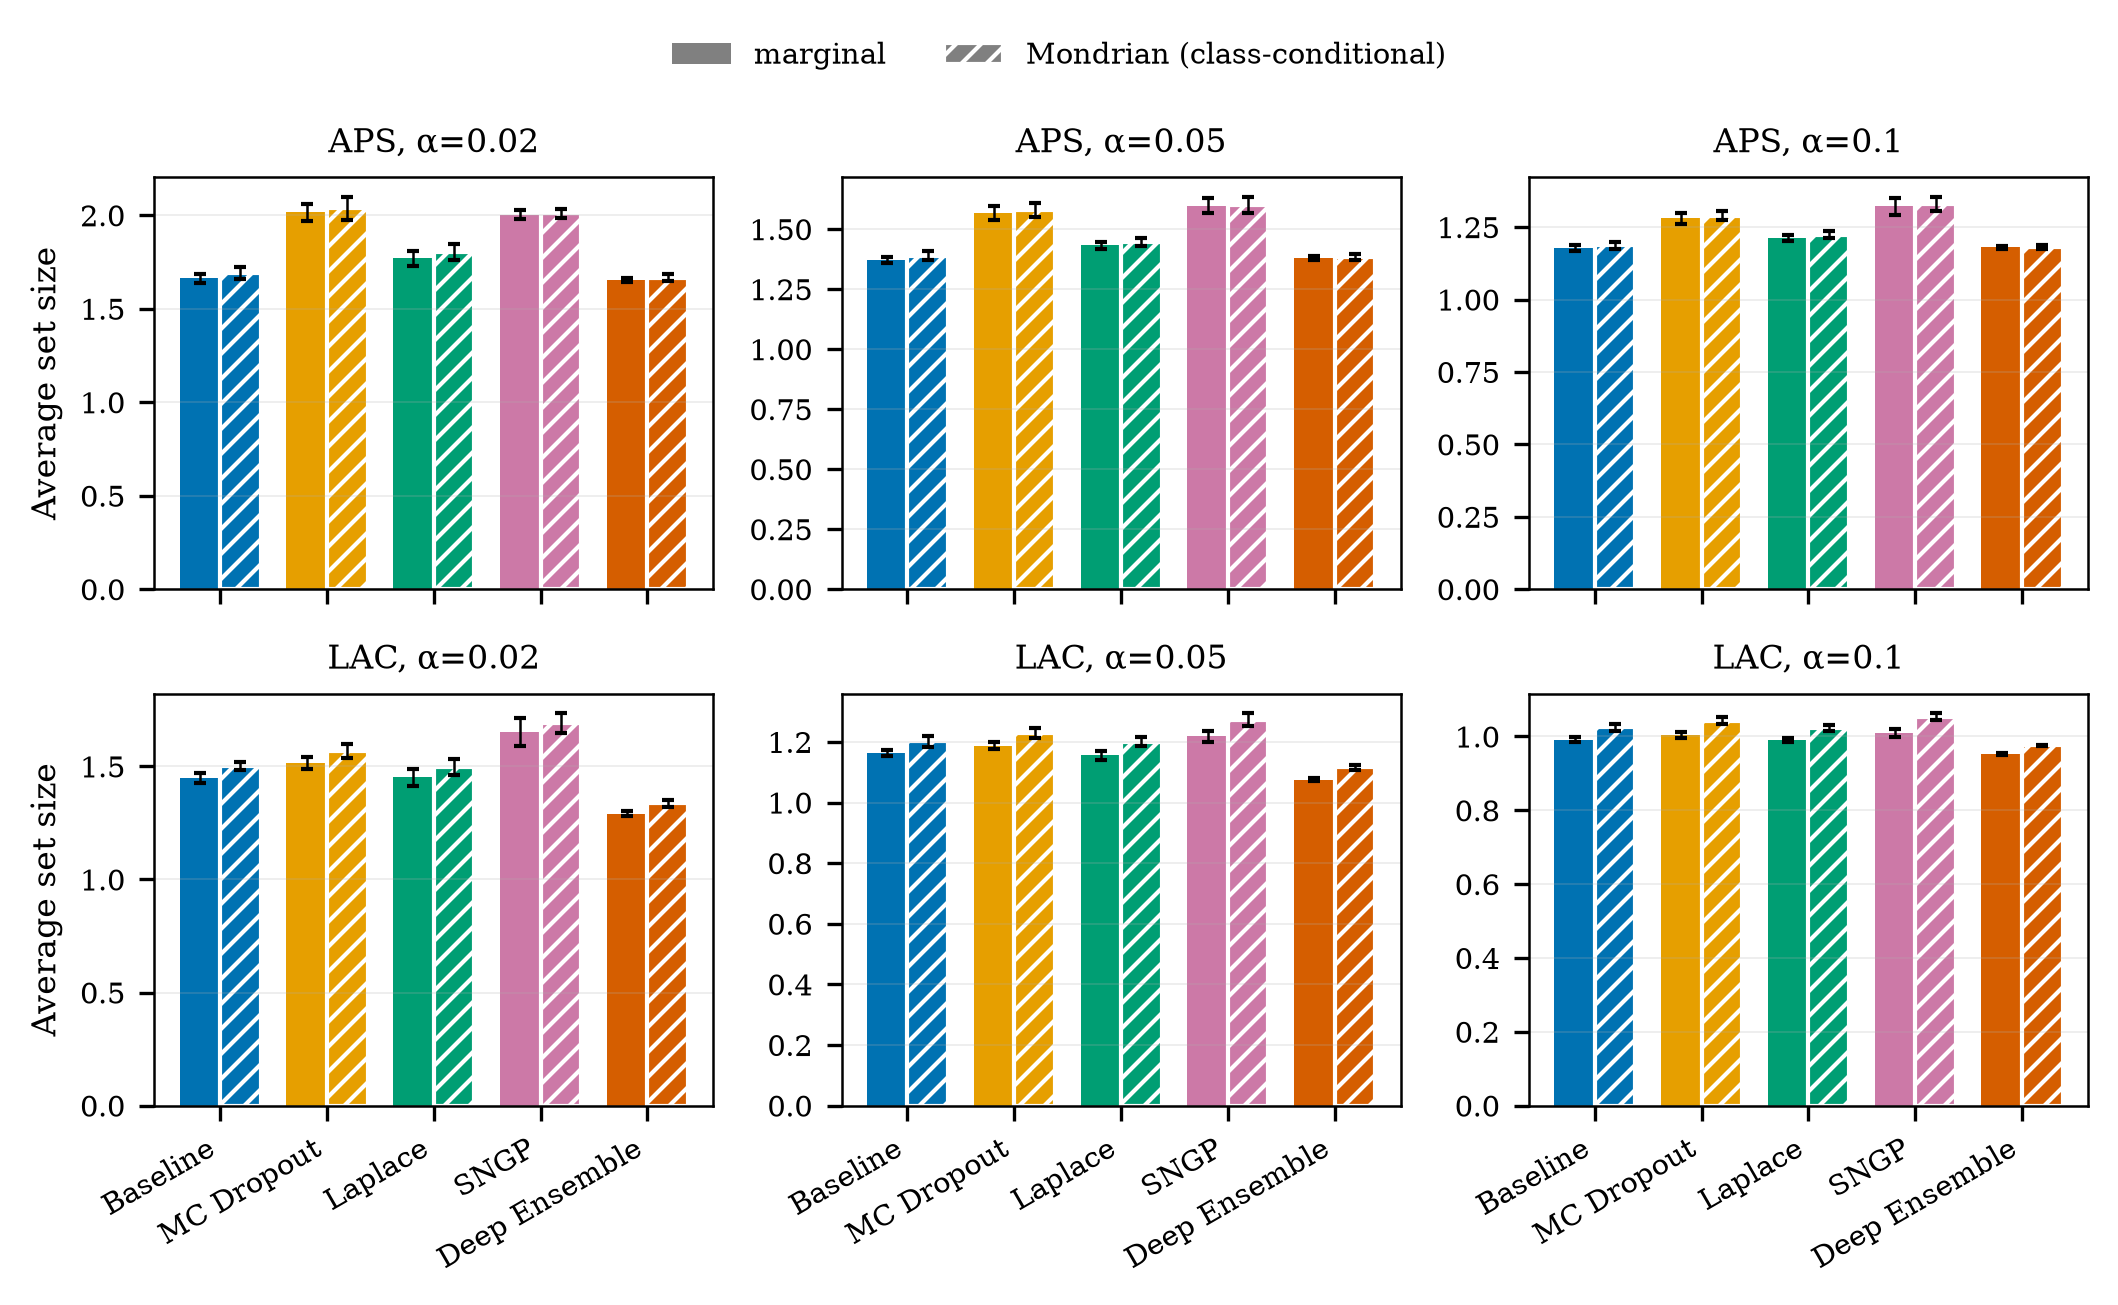 marginal
Mondrian (class-conditional)
APS, α=0.02
APS, α=0.05
APS, α=0.1
Average set size
2.0
1.5
1.0
0.5
0.0
1.50
1.25
1.00
0.75
0.50
0.25
0.00
1.25
1.00
0.75
0.50
0.25
0.00
LAC, α=0.02
LAC, α=0.05
LAC, α=0.1
Average set size
1.5
1.0
0.5
0.0
1.2
1.0
0.8
0.6
0.4
0.2
0.0
1.0
0.8
0.6
0.4
0.2
0.0
Baseline
MC Dropout
Laplace
SNGP
Deep Ensemble
Baseline
MC Dropout
Laplace
SNGP
Deep Ensemble
Baseline
MC Dropout
Laplace
SNGP
Deep Ensemble